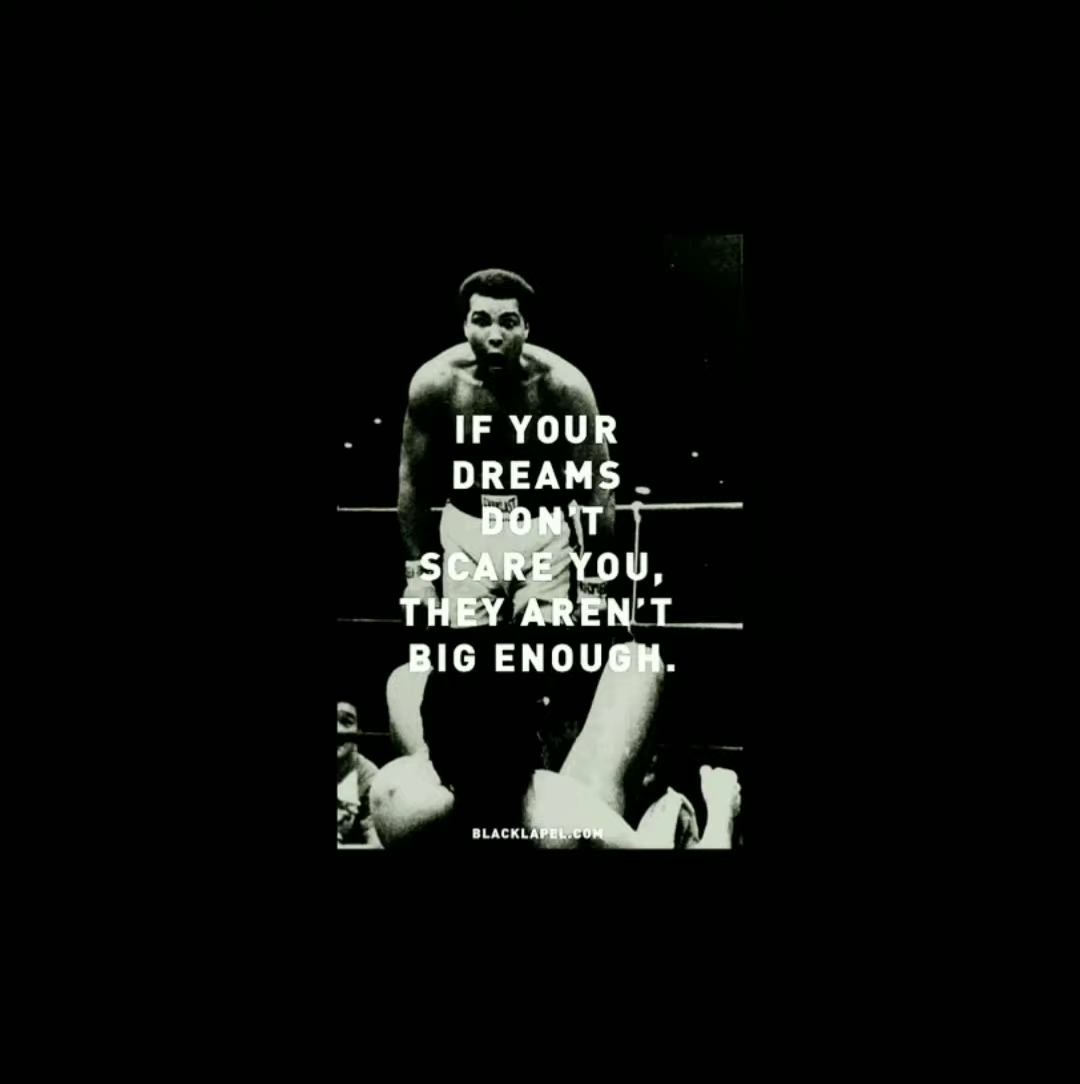 IF YOUR
DREAMS
DON'T
SCARE YOU,
THEY AREN'T
BIG ENOUGH.
BLACKLAPEL.COM